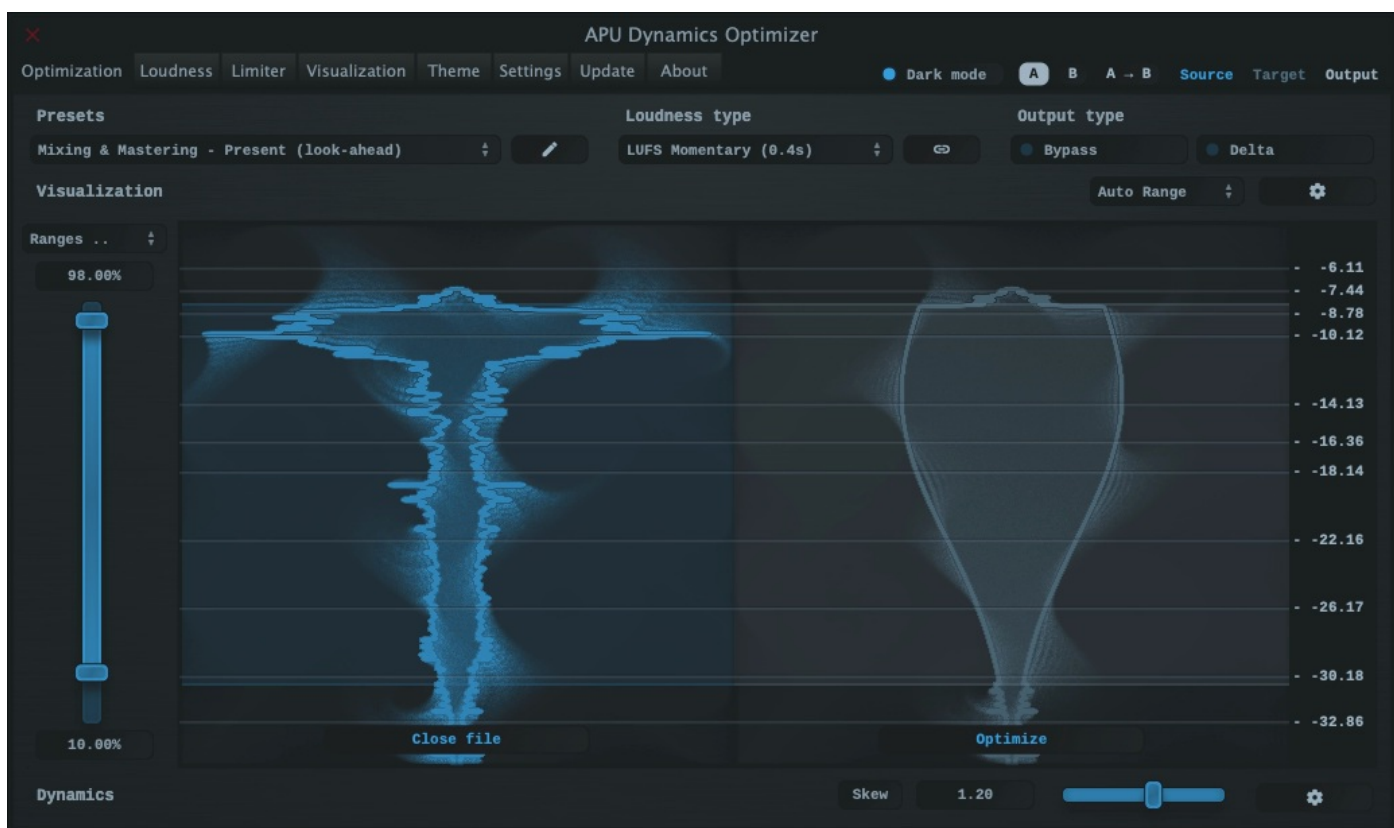 APU Dynamics Optimizer
Optimization Loudness Limiter Visualization Theme Settings Update About Dark mode A B A → B Source Target Output
Presets Loudness type Output type
Mixing & Mastering - Present (look-ahead) LUFS Momentary (0.4s) Bypass Delta
Visualization Auto Range
Ranges ..
98.00%
-6.11
-7.44
-8.78
-10.12
-14.13
-16.36
-18.14
-22.16
-26.17
-30.18
-32.86
10.00% Close file Optimize
Dynamics Skew 1.20